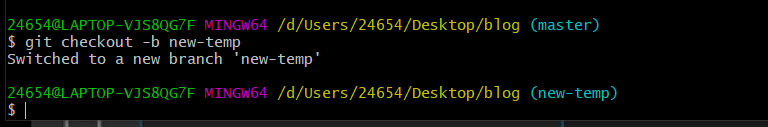 24654@LAPTOP-VJS8QG7F MINGW64 /d/Users/24654/Desktop/blog (master)
$ git checkout -b new-temp
Switched to a new branch 'new-temp'
24654@LAPTOP-VJS8QG7F MINGW64 /d/Users/24654/Desktop/blog (new-temp)
$